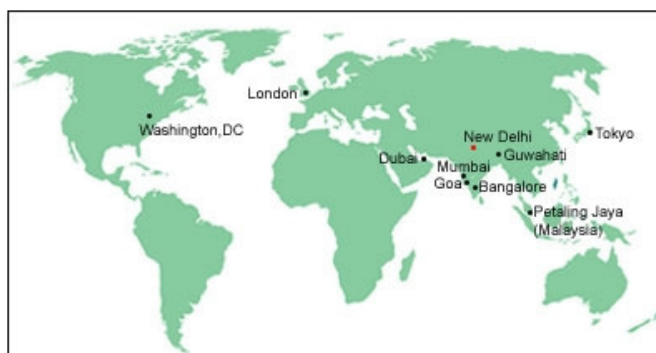 London
Washington,DC
New Delhi
Tokyo
Dubai
Mumbai
Guwahati
Goa
Bangalore
Petaling Jaya
(Malaysia)